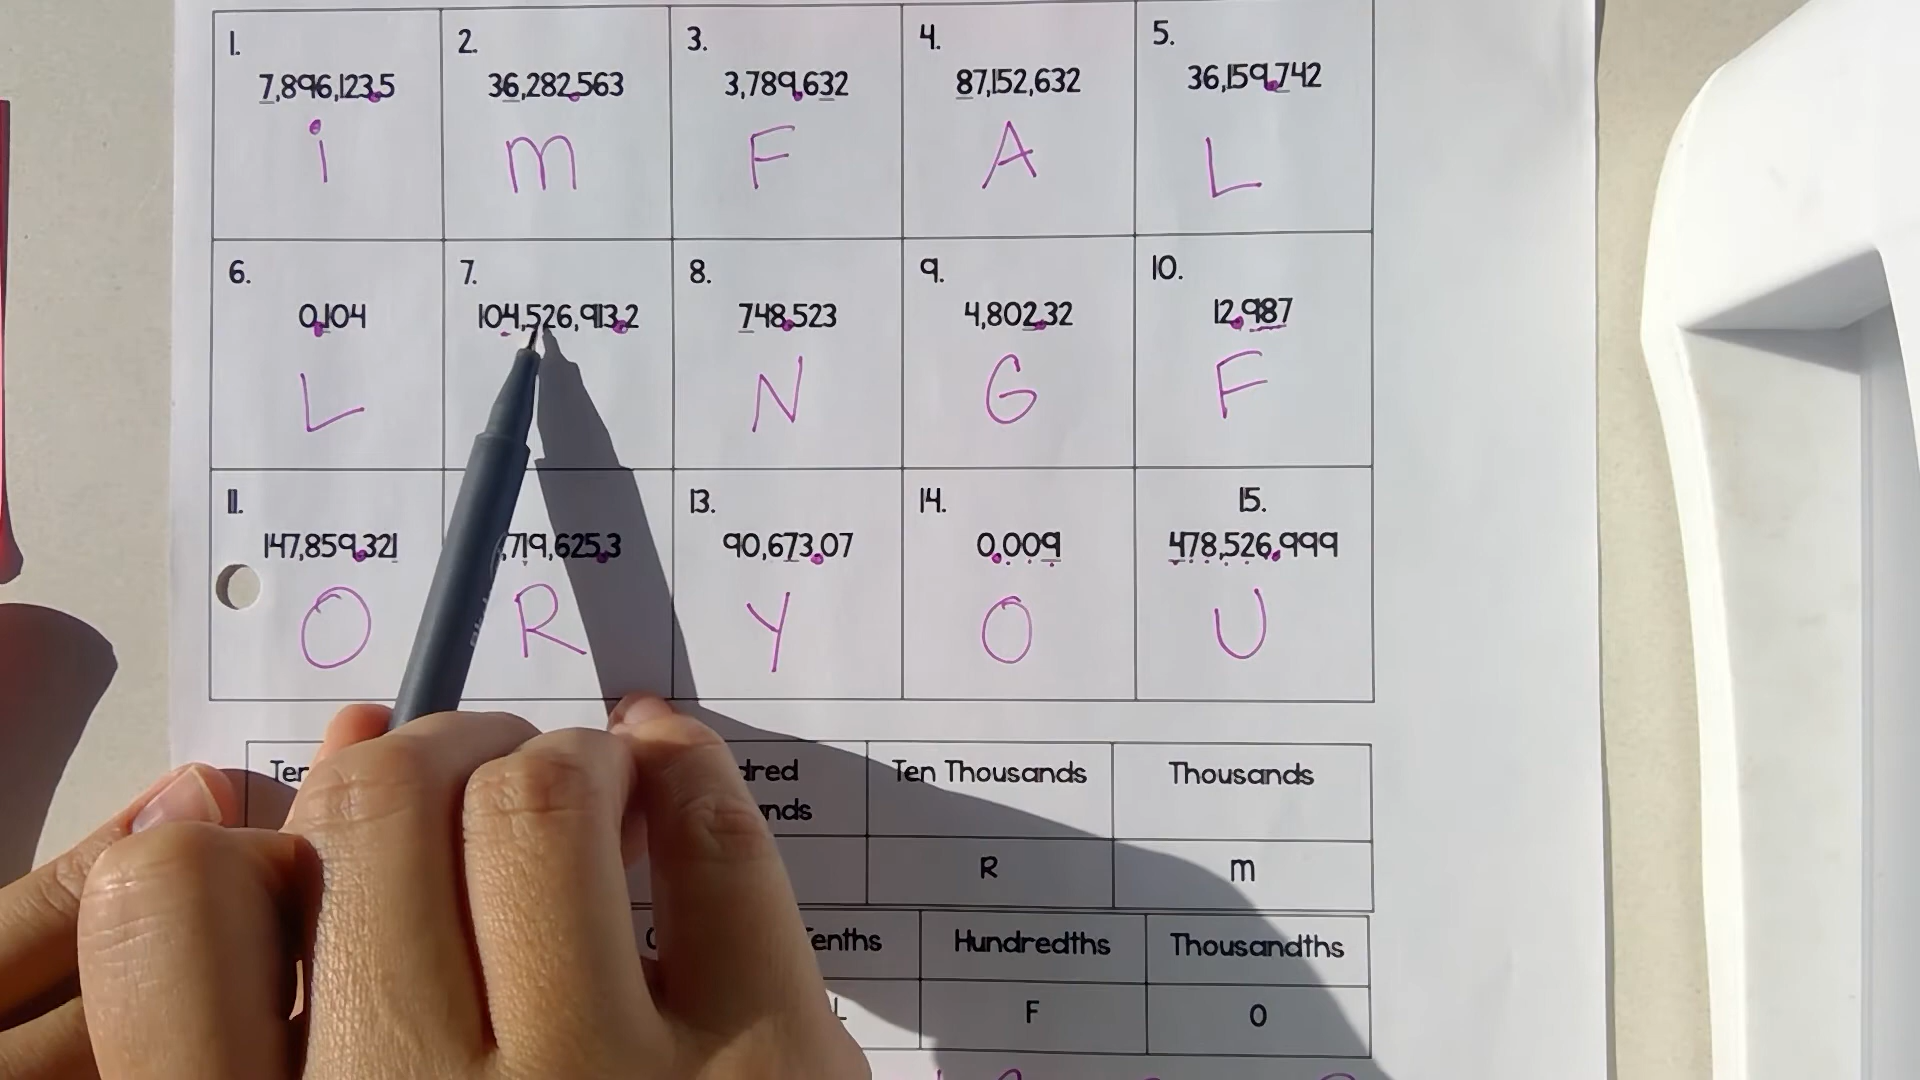 1. 2. 3. 4. 5.
7,896,123.5 36,282.563 3,789.632 87,152,632 36,159.742
i m F A L
6. 7. 8. 9. 10.
0.104 104,526,913.2 748.523 4,802.32 12.987
L N G F
11. 13. 14. 15.
147,859.321 ,719,625.3 90,673.07 0.009 478,526.999
O R Y O U
Ten Thousands Thousands
R m
Tenths Hundredths Thousandths
L F O